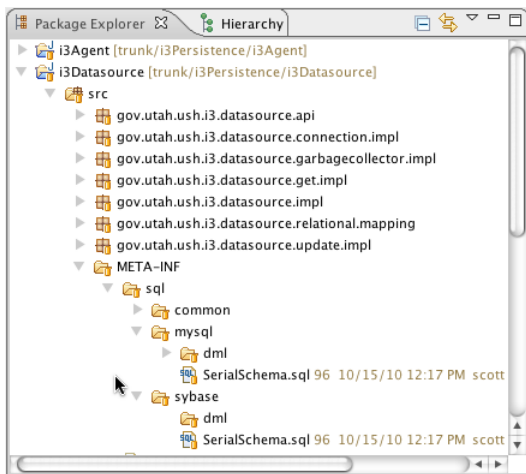 Package Explorer Hierarchy
i3Agent [trunk/i3Persistence/i3Agent]
i3Datasource [trunk/i3Persistence/i3Datasource]
src
gov.utah.ush.i3.datasource.api
gov.utah.ush.i3.datasource.connection.impl
gov.utah.ush.i3.datasource.garbagecollector.impl
gov.utah.ush.i3.datasource.get.impl
gov.utah.ush.i3.datasource.impl
gov.utah.ush.i3.datasource.relational.mapping
gov.utah.ush.i3.datasource.update.impl
META-INF
sql
common
mysql
dml
SerialSchema.sql 96 10/15/10 12:17 PM scott
sybase
dml
SerialSchema.sql 96 10/15/10 12:17 PM scott